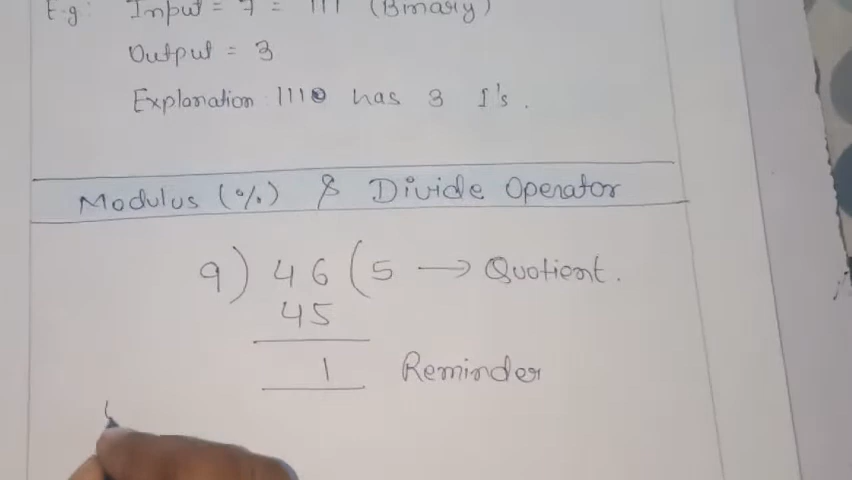 E.g: Input = 7 = 111 (Binary)
Output = 3
Explanation 111 has 3 1's.
Modulus (%) & Divide Operator
9) 46 (5 → Quotient.
45
1 Reminder